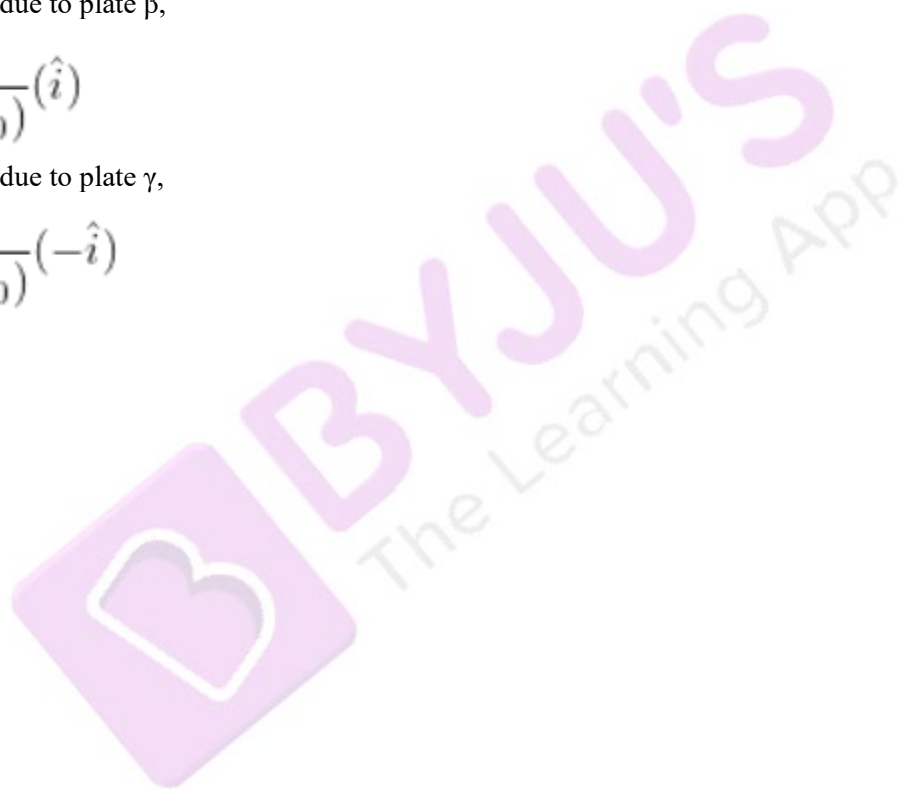 due to plate β,
(î)
)
due to plate γ,
(−î)
)
BYJU'S
The Learning App